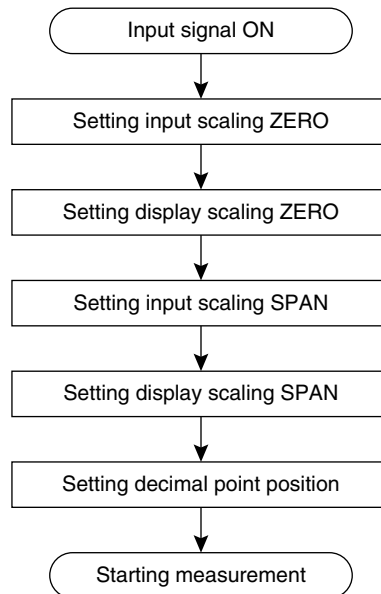 Input signal ON
Setting input scaling ZERO
Setting display scaling ZERO
Setting input scaling SPAN
Setting display scaling SPAN
Setting decimal point position
Starting measurement